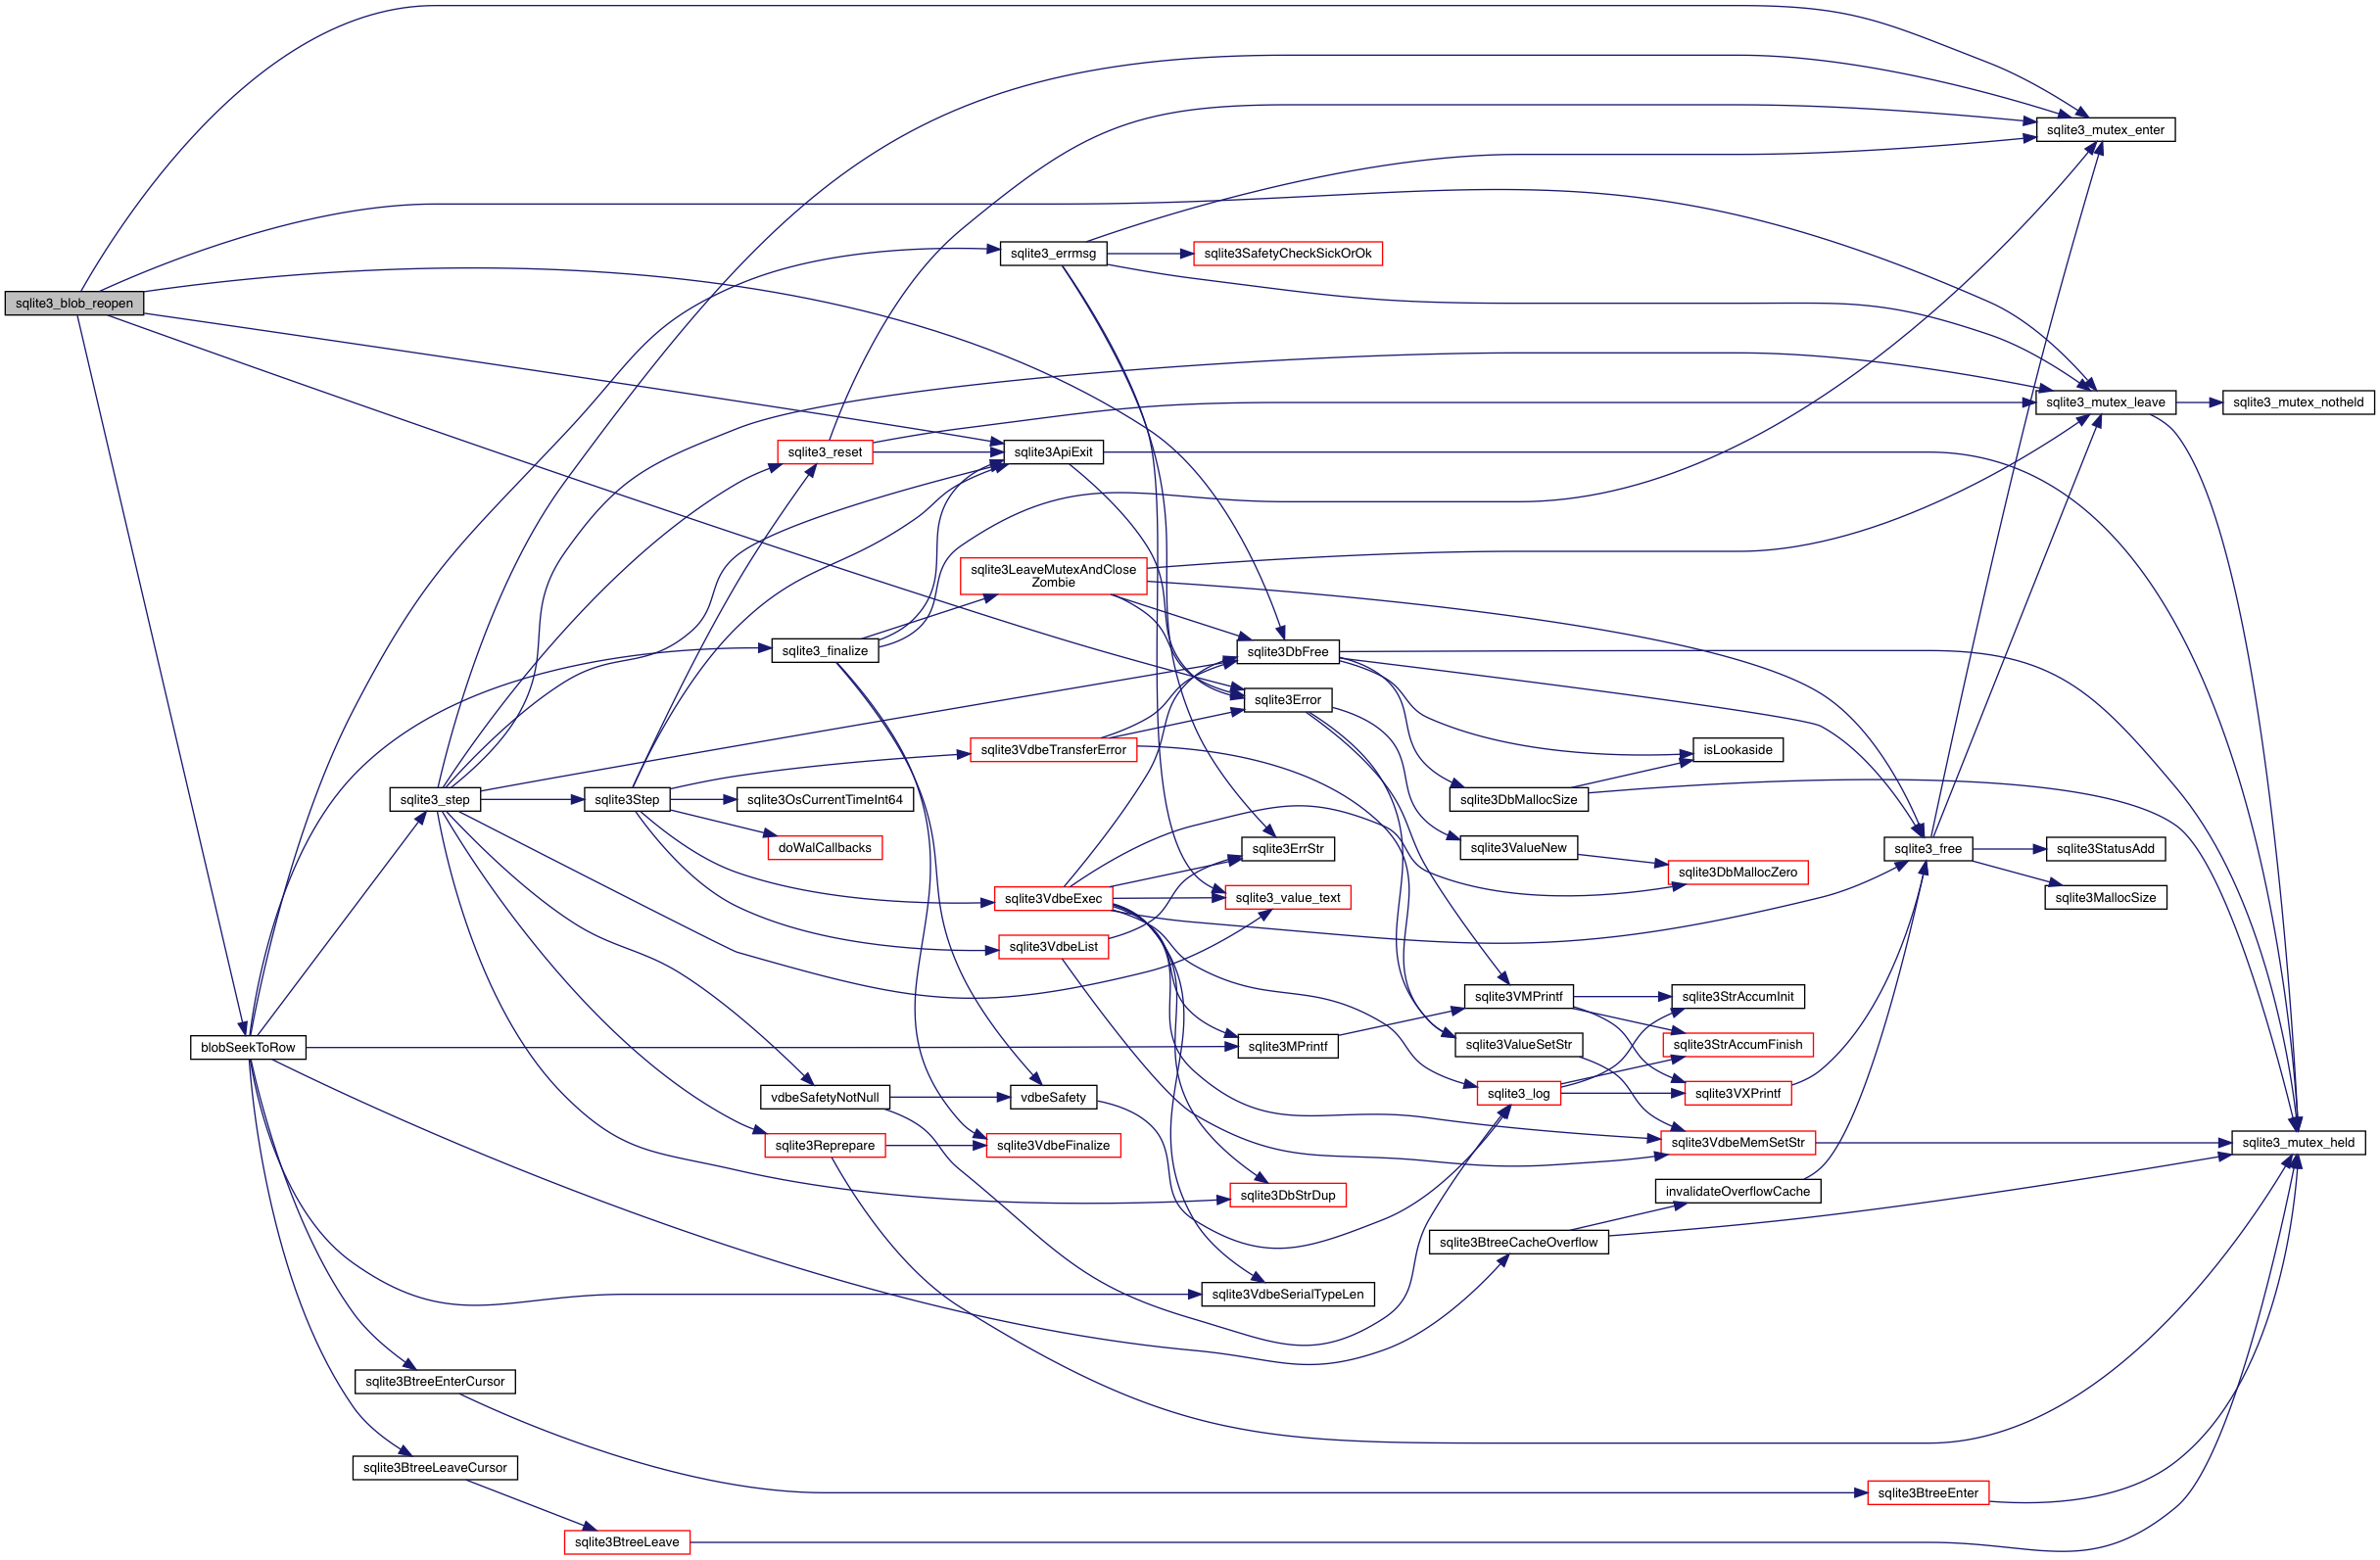 sqlite3_mutex_enter
sqlite3_errmsg
sqlite3SafetyCheckSickOrOk
sqlite3_blob_reopen
sqlite3_mutex_leave
sqlite3_mutex_notheld
sqlite3_reset
sqlite3ApiExit
sqlite3LeaveMutexAndClose
Zombie
sqlite3_finalize
sqlite3DbFree
sqlite3Error
sqlite3VdbeTransferError
isLookaside
sqlite3_step
sqlite3Step
sqlite3OsCurrentTimeInt64
sqlite3DbMallocSize
doWalCallbacks
sqlite3ErrStr
sqlite3ValueNew
sqlite3_free
sqlite3StatusAdd
sqlite3DbMallocZero
sqlite3VdbeExec
sqlite3_value_text
sqlite3MallocSize
sqlite3VdbeList
sqlite3VMPrintf
sqlite3StrAccumInit
blobSeekToRow
sqlite3MPrintf
sqlite3ValueSetStr
sqlite3StrAccumFinish
vdbeSafetyNotNull
vdbeSafety
sqlite3_log
sqlite3VXPrintf
sqlite3Reprepare
sqlite3VdbeFinalize
sqlite3VdbeMemSetStr
sqlite3_mutex_held
sqlite3DbStrDup
invalidateOverflowCache
sqlite3BtreeCacheOverflow
sqlite3VdbeSerialTypeLen
sqlite3BtreeEnterCursor
sqlite3BtreeLeaveCursor
sqlite3BtreeEnter
sqlite3BtreeLeave